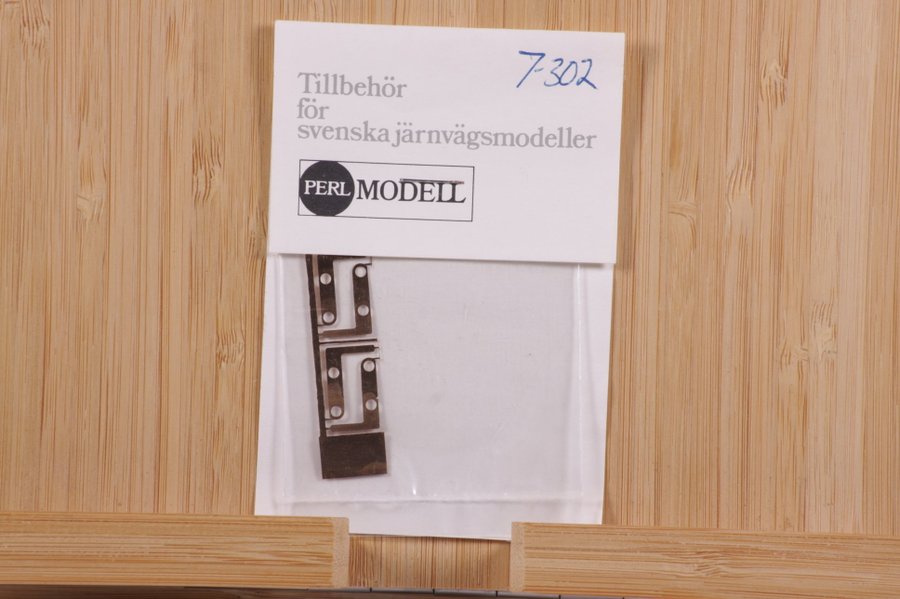 7-302
Tillbehör
för
svenska järnvägsmodeller
PERL MODELL